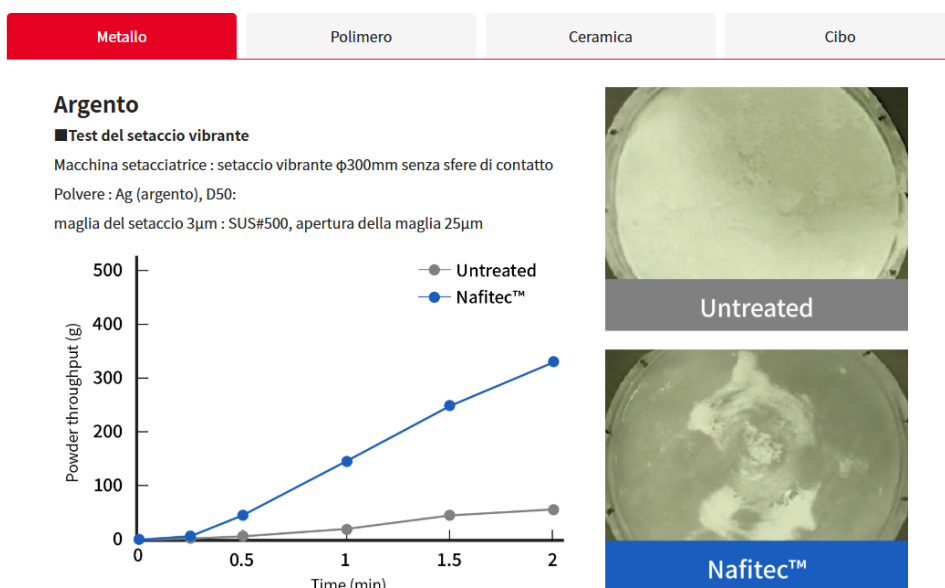 Metallo
Polimero
Ceramica
Cibo
Argento
■Test del setaccio vibrante
Macchina setacciatrice : setaccio vibrante φ300mm senza sfere di contatto
Polvere : Ag (argento), D50:
maglia del setaccio 3µm : SUS#500, apertura della maglia 25µm
Untreated
Nafitec™
Powder throughput (g)
500
400
300
200
100
0
0 0.5 1 1.5 2
Time (min)
Untreated
Nafitec™